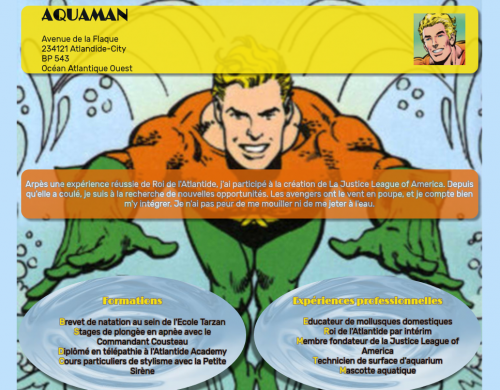 AQUAMAN
Avenue de la Flaque
234121 Atlandide-City
BP 543
Océan Atlantique Ouest
Arpès une expérience réussie de Roi de l'Atlantide, j'ai participé à la création de La Justice League of America. Depuis
qu'elle a coulé, je suis à la recherche de nouvelles opportunités. Les avengers ont le vent en poupe, et je compte bien
m'y intégrer. Je n'ai pas peur de me mouiller ni de me jeter à l'eau.
Formations
Brevet de natation au sein de l'Ecole Tarzan
Stages de plongée en apnée avec le
Commandant Cousteau
Diplômé en télépathie à l'Atlantide Academy
Cours particuliers de stylisme avec la Petite
Sirène
Expériences professionnelles
Educateur de mollusques domestiques
Roi de l'Atlantide par intérim
Membre fondateur de la Justice League of
America
Technicien de surface d'aquarium
Mascotte aquatique